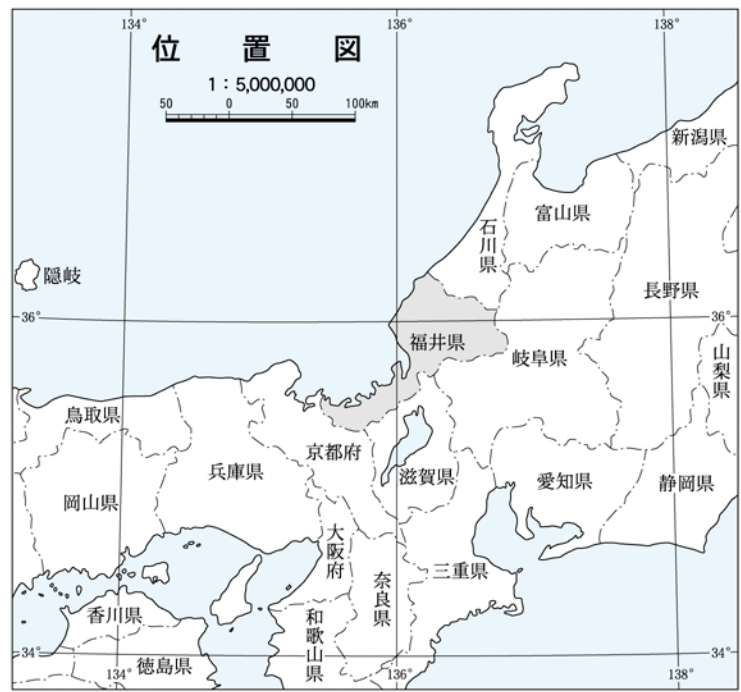 134°
136°
138°
位置図
1:5,000,000
50 0 50 100km
新潟県
富山県
石川県
隠岐
長野県
36°
36°
福井県
岐阜県
山梨県
鳥取県
京都府
兵庫県
滋賀県
愛知県
静岡県
岡山県
大阪府
三重県
奈良県
香川県
和歌山県
34°
34°
徳島県
134°
136°
138°